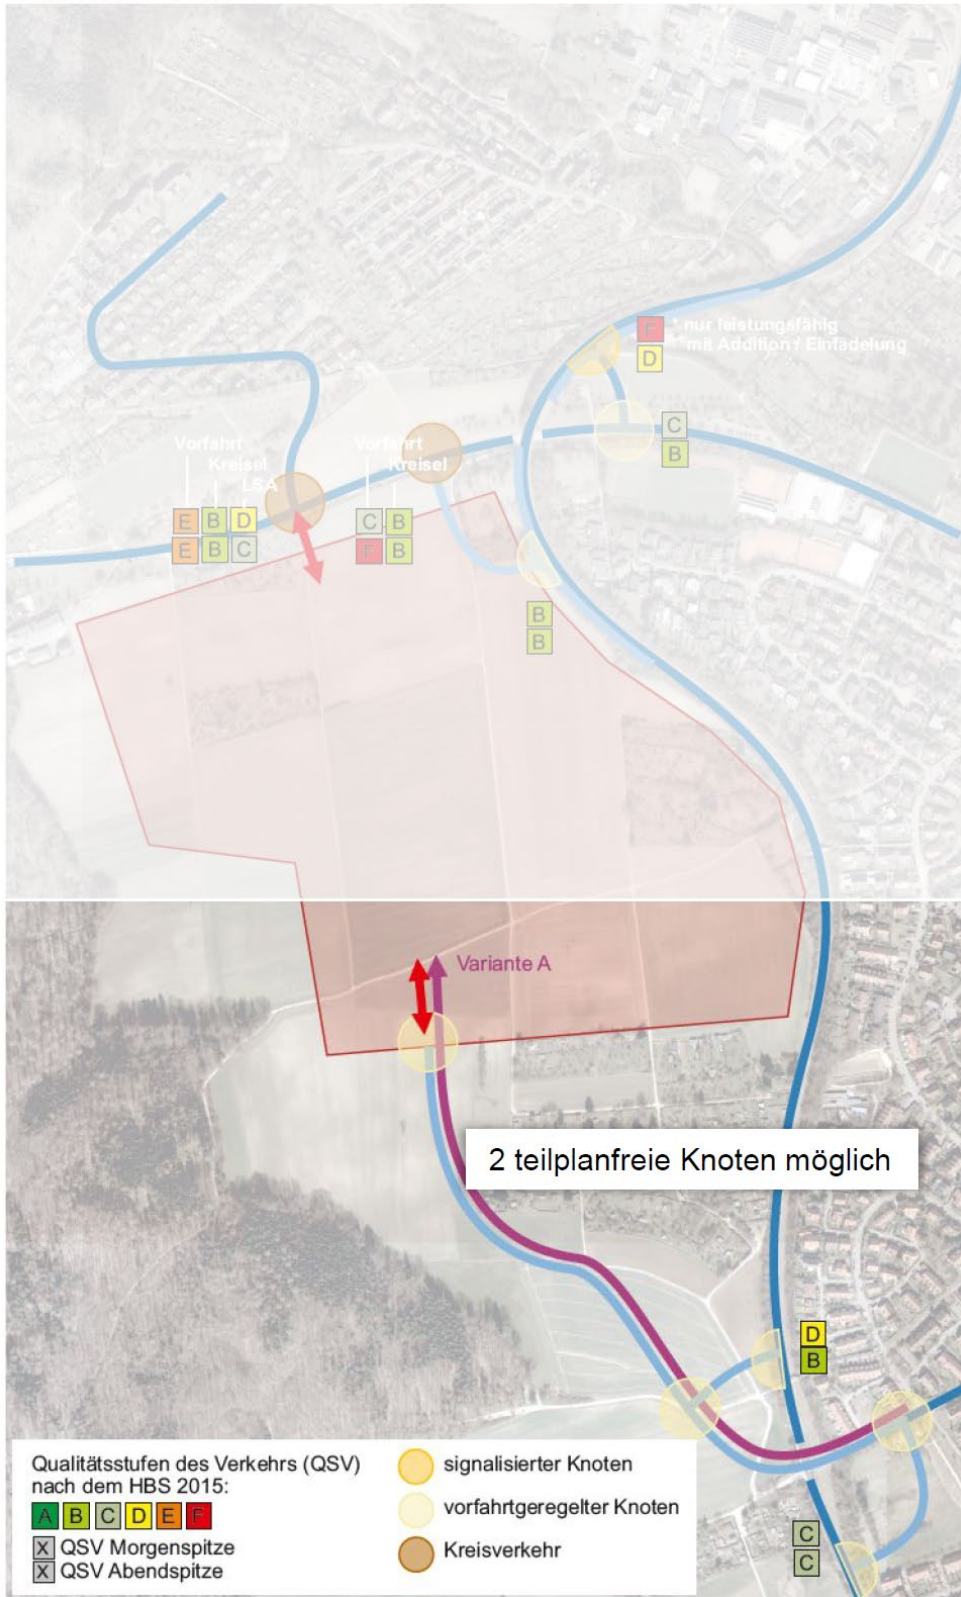 F
* nur leistungsfähig
D
mit Addition / Einfädelung
C
B
Vorfahrt
Kreisel
LSA
E B D
E B C
Vorfahrt
Kreisel
C B
F B
B
B
Variante A
2 teilplanfreie Knoten möglich
D
B
C
C
Qualitätsstufen des Verkehrs (QSV)
nach dem HBS 2015:
A B C D E F
X QSV Morgenspitze
X QSV Abendspitze
signalisierter Knoten
vorfahrtgeregelter Knoten
Kreisverkehr